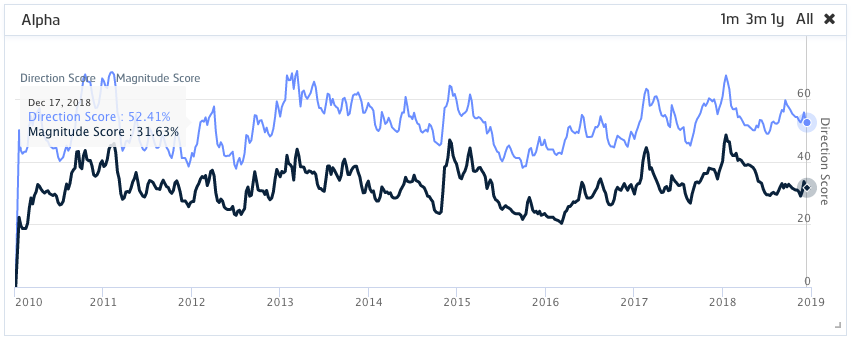 Alpha
1m 3m 1y All ✖
Direction Score Magnitude Score
Dec 17, 2018
Direction Score : 52.41%
Magnitude Score : 31.63%
60
40
20
0
Direction Score
2010 2011 2012 2013 2014 2015 2016 2017 2018 2019